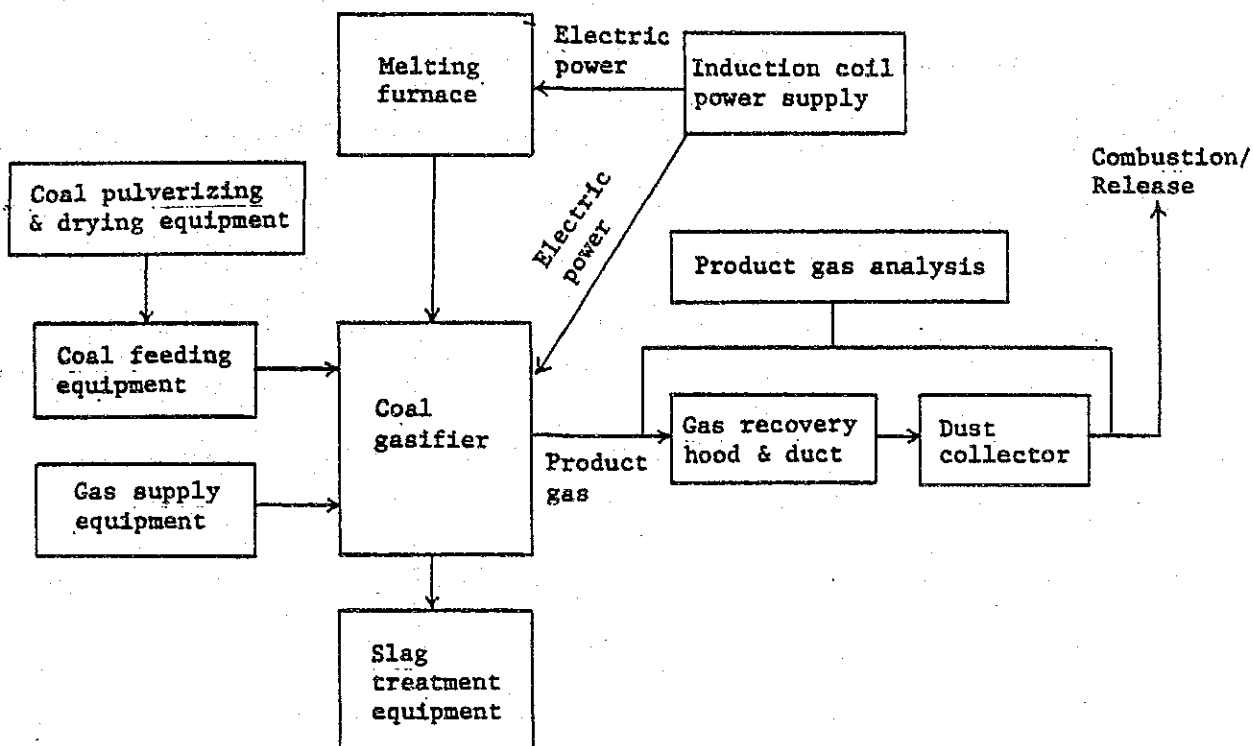 Melting
furnace
Electric
power
Induction coil
power supply
Combustion/
Release
Coal pulverizing
& drying equipment
Electric
power
Product gas analysis
Coal feeding
equipment
Coal
gasifier
Gas recovery
hood & duct
Dust
collector
Product
gas
Gas supply
equipment
Slag
treatment
equipment